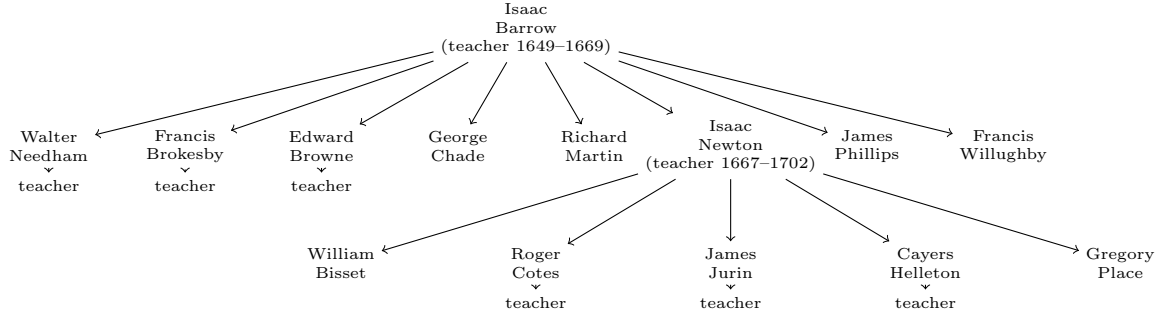 Isaac
Barrow
(teacher 1649–1669)
Walter
Needham
teacher
Francis
Brokesby
teacher
Edward
Browne
teacher
George
Chade
Richard
Martin
Isaac
Newton
(teacher 1667–1702)
James
Phillips
Francis
Willughby
William
Bisset
Roger
Cotes
teacher
James
Jurin
teacher
Cayers
Helleton
teacher
Gregory
Place